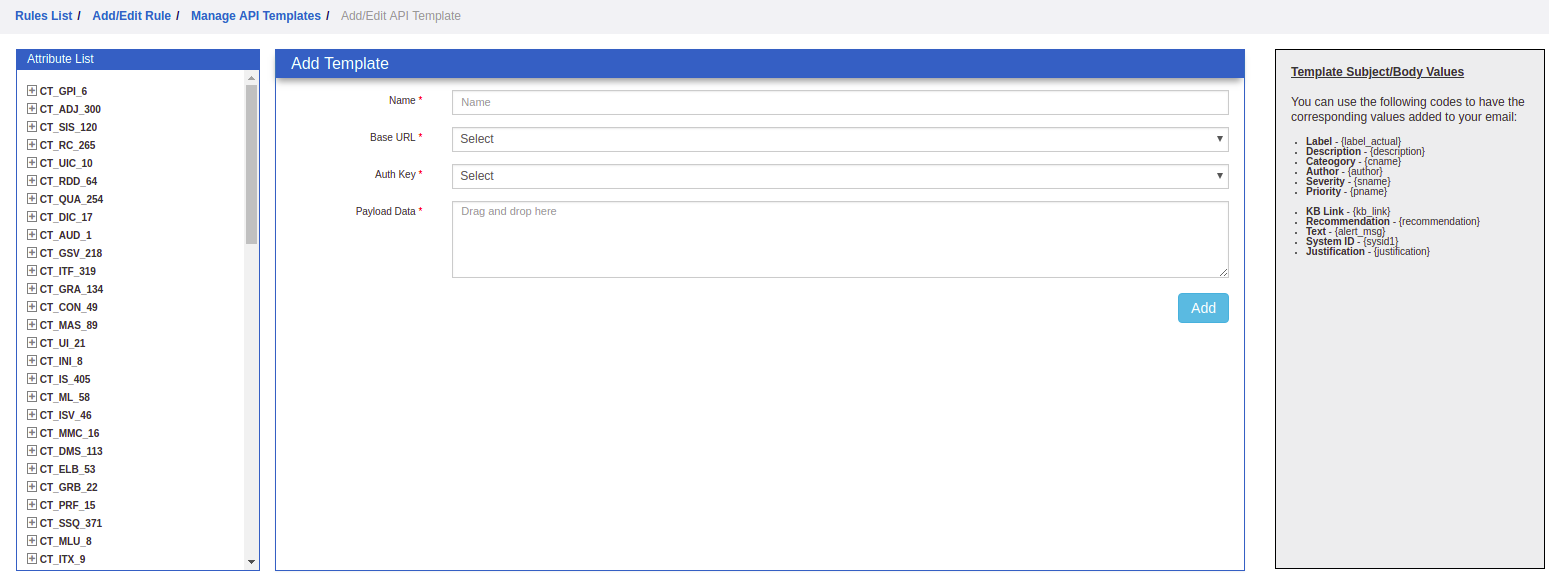 Rules List / Add/Edit Rule / Manage API Templates / Add/Edit API Template
Attribute List
CT_GPI_6
CT_ADJ_300
CT_SIS_120
CT_RC_265
CT_UIC_10
CT_RDD_64
CT_QUA_254
CT_DIC_17
CT_AUD_1
CT_GSV_218
CT_ITF_319
CT_GRA_134
CT_CON_49
CT_MAS_89
CT_UI_21
CT_INI_8
CT_IS_405
CT_ML_58
CT_ISV_46
CT_MMC_16
CT_DMS_113
CT_ELB_53
CT_GRB_22
CT_PRF_15
CT_SSQ_371
CT_MLU_8
CT_ITX_9
Add Template
Name * Name
Base URL * Select
Auth Key * Select
Payload Data * Drag and drop here
Add
Template Subject/Body Values
You can use the following codes to have the
corresponding values added to your email:
Label - {label_actual}
Description - {description}
Cateogory - {cname}
Author - {author}
Severity - {sname}
Priority - {pname}
KB Link - {kb_link}
Recommendation - {recommendation}
Text - {alert_msg}
System ID - {sysid1}
Justification - {justification}